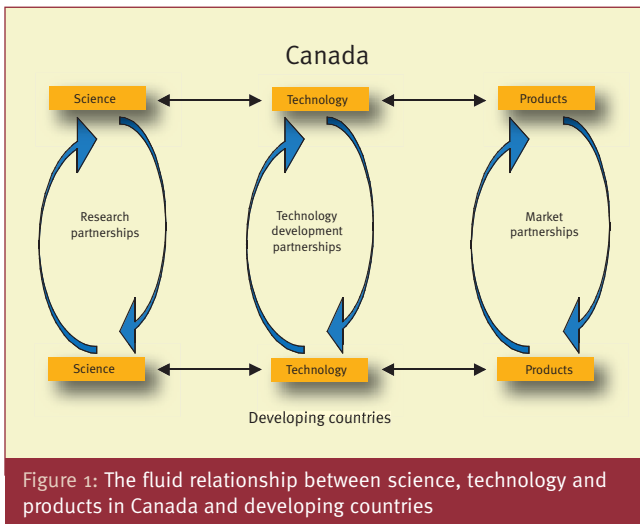 Canada
Science
Technology
Products
Research
partnerships
Technology
development
partnerships
Market
partnerships
Science
Technology
Products
Developing countries
Figure 1: The fluid relationship between science, technology and
products in Canada and developing countries